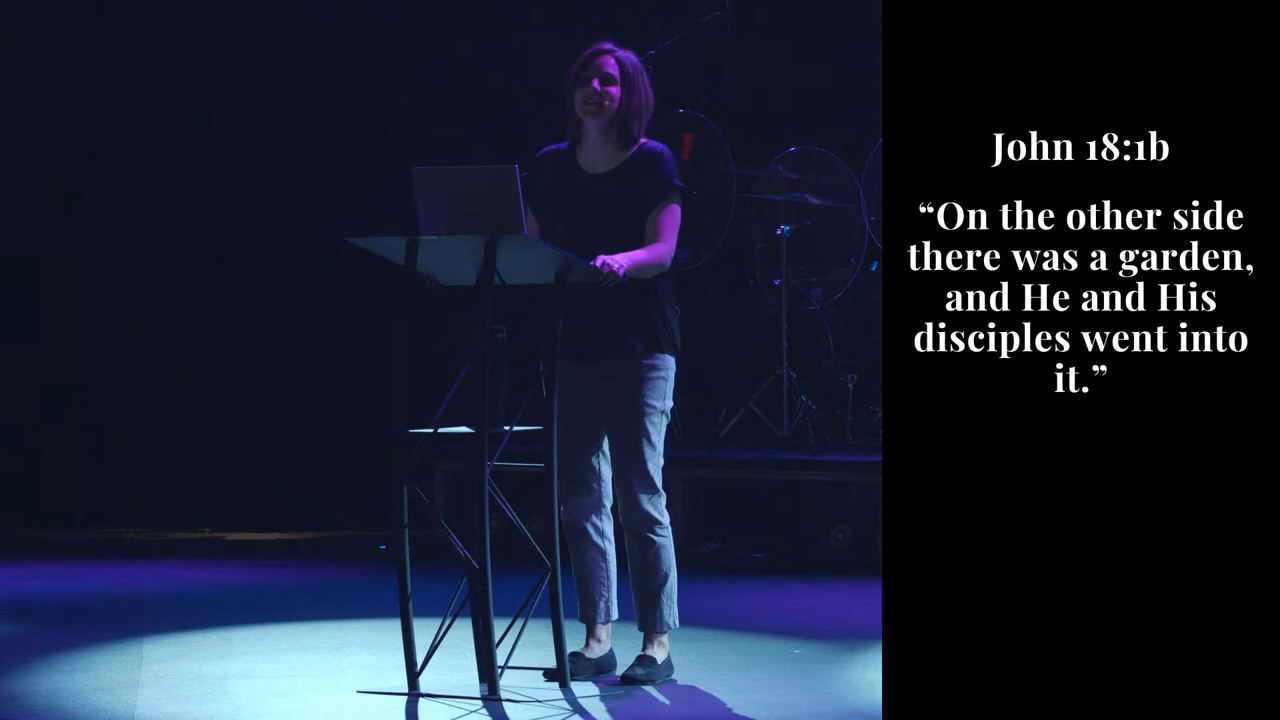 John 18:1b
“On the other side
there was a garden,
and He and His
disciples went into
it.”